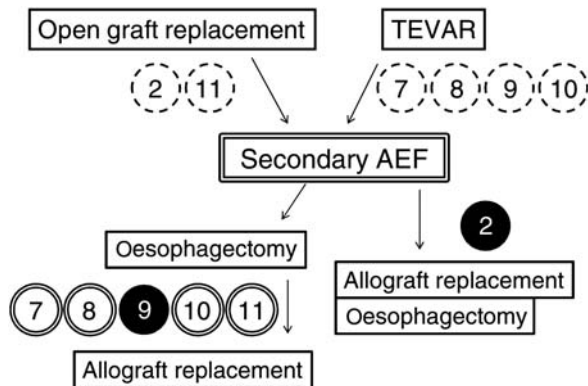 Open graft replacement
TEVAR
2 11
7 8 9 10
Secondary AEF
2
Oesophagectomy
Allograft replacement
Oesophagectomy
7 8 9 10 11
Allograft replacement